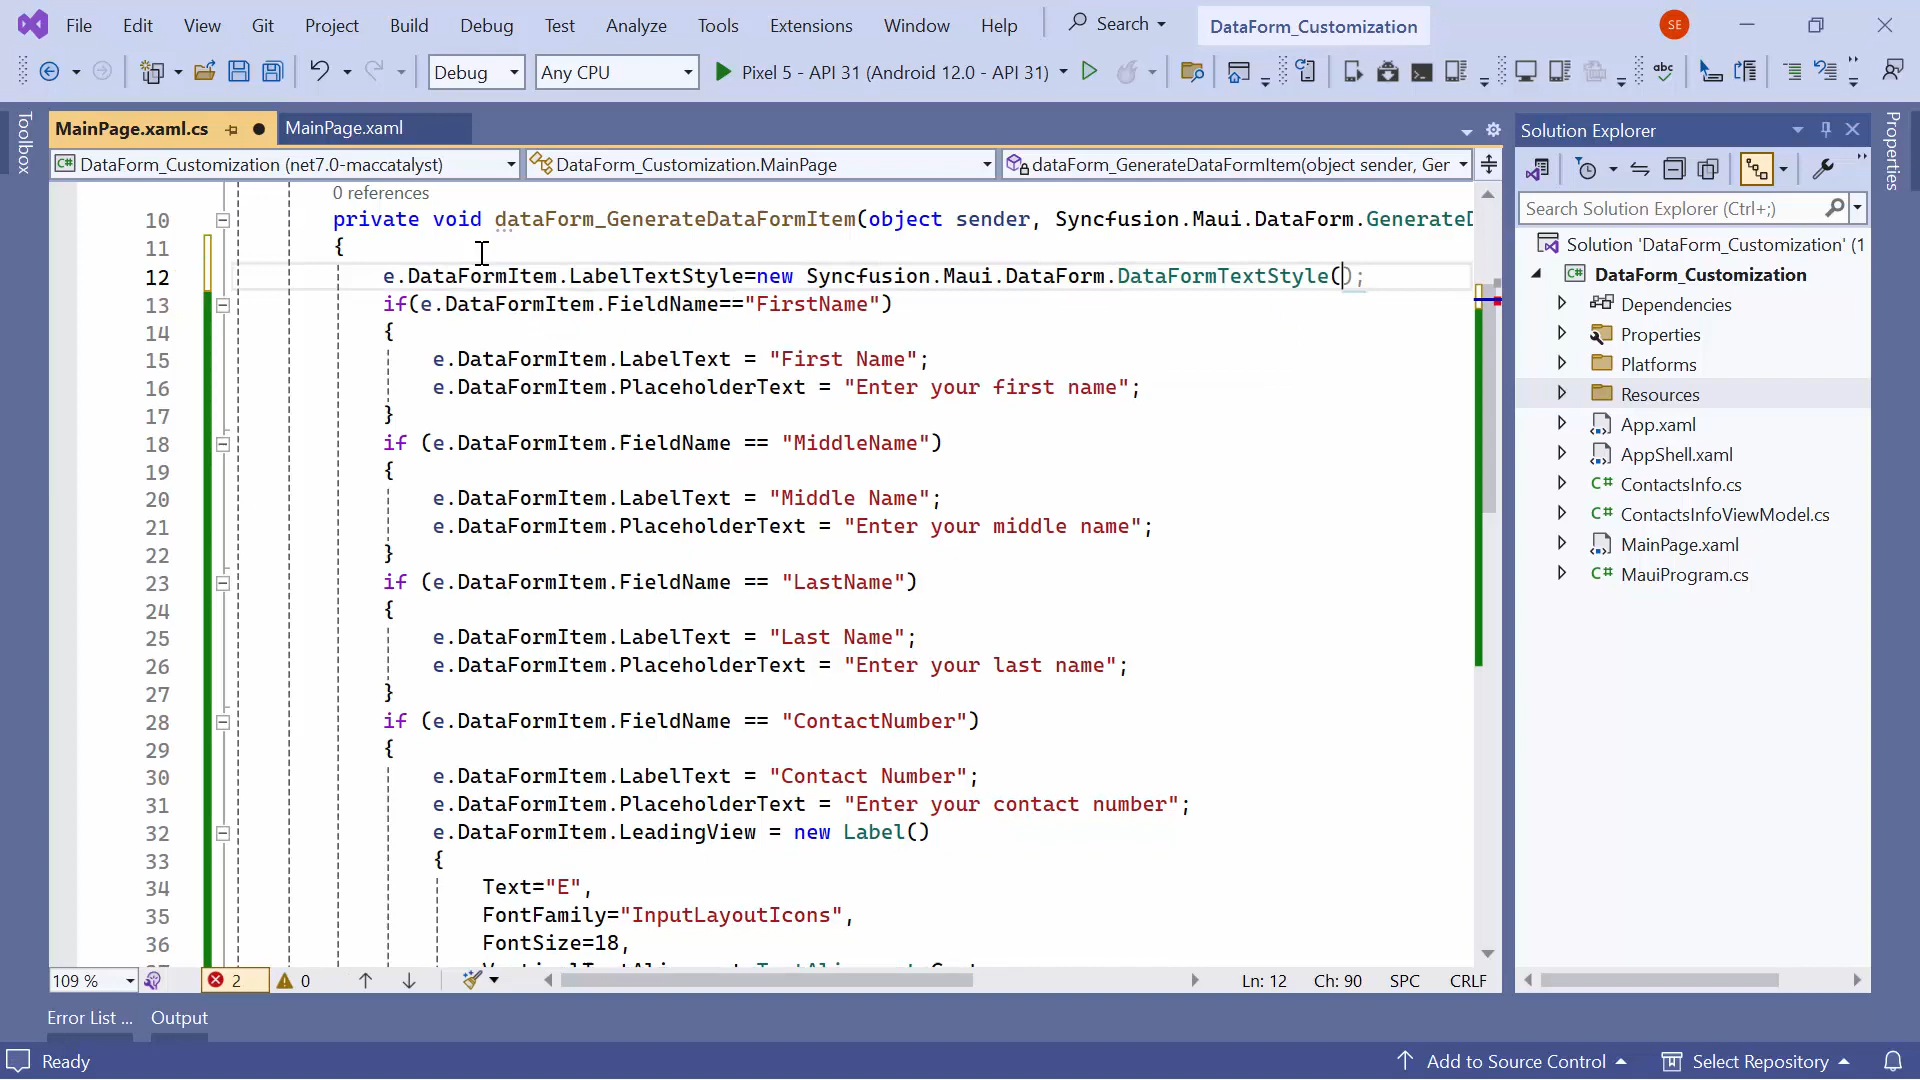 File Edit View Git Project Build Debug Test Analyze Tools Extensions Window Help Search DataForm_Customization SE
Debug Any CPU Pixel 5 - API 31 (Android 12.0 - API 31)
Toolbox
MainPage.xaml.cs MainPage.xaml
DataForm_Customization (net7.0-maccatalyst) DataForm_Customization.MainPage dataForm_GenerateDataFormItem(object sender, Ger
0 references
10 private void dataForm_GenerateDataFormItem(object sender, Syncfusion.Maui.DataForm.GenerateD
11 {
12 e.DataFormItem.LabelTextStyle=new Syncfusion.Maui.DataForm.DataFormTextStyle();
13 if(e.DataFormItem.FieldName=="FirstName")
14 {
15 e.DataFormItem.LabelText = "First Name";
16 e.DataFormItem.PlaceholderText = "Enter your first name";
17 }
18 if (e.DataFormItem.FieldName == "MiddleName")
19 {
20 e.DataFormItem.LabelText = "Middle Name";
21 e.DataFormItem.PlaceholderText = "Enter your middle name";
22 }
23 if (e.DataFormItem.FieldName == "LastName")
24 {
25 e.DataFormItem.LabelText = "Last Name";
26 e.DataFormItem.PlaceholderText = "Enter your last name";
27 }
28 if (e.DataFormItem.FieldName == "ContactNumber")
29 {
30 e.DataFormItem.LabelText = "Contact Number";
31 e.DataFormItem.PlaceholderText = "Enter your contact number";
32 e.DataFormItem.LeadingView = new Label()
33 {
34 Text="E",
35 FontFamily="InputLayoutIcons",
36 FontSize=18,
109 % 2 0 Ln: 12 Ch: 90 SPC CRLF
Solution Explorer
Search Solution Explorer (Ctrl+;)
Solution 'DataForm_Customization' (1
DataForm_Customization
Dependencies
Properties
Platforms
Resources
App.xaml
AppShell.xaml
C# ContactsInfo.cs
C# ContactsInfoViewModel.cs
MainPage.xaml
C# MauiProgram.cs
Properties
Error List ... Output
Ready Add to Source Control Select Repository